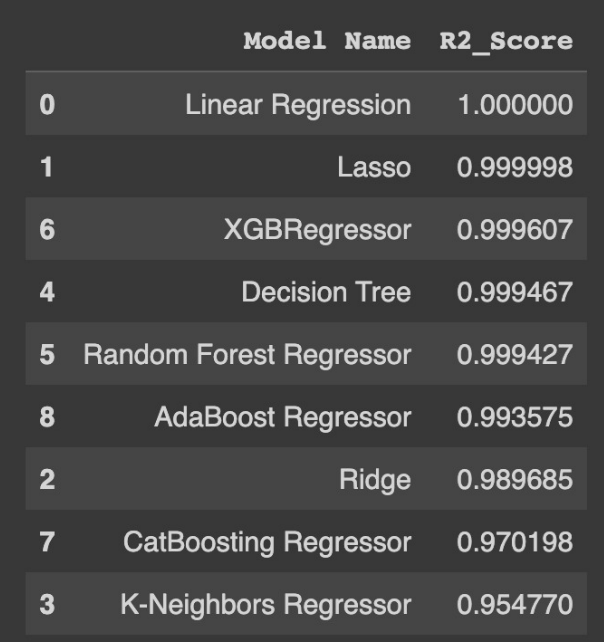 Model Name R2_Score
0 Linear Regression 1.000000
1 Lasso 0.999998
6 XGBRegressor 0.999607
4 Decision Tree 0.999467
5 Random Forest Regressor 0.999427
8 AdaBoost Regressor 0.993575
2 Ridge 0.989685
7 CatBoosting Regressor 0.970198
3 K-Neighbors Regressor 0.954770